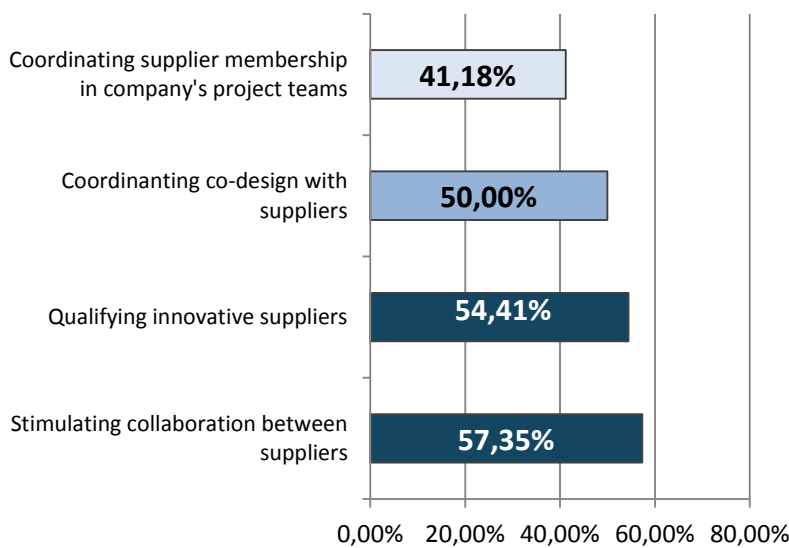 Coordinating supplier membership
in company's project teams
41,18%
Coordinanting co-design with
suppliers
50,00%
Qualifying innovative suppliers
54,41%
Stimulating collaboration between
suppliers
57,35%
0,00% 20,00% 40,00% 60,00% 80,00%